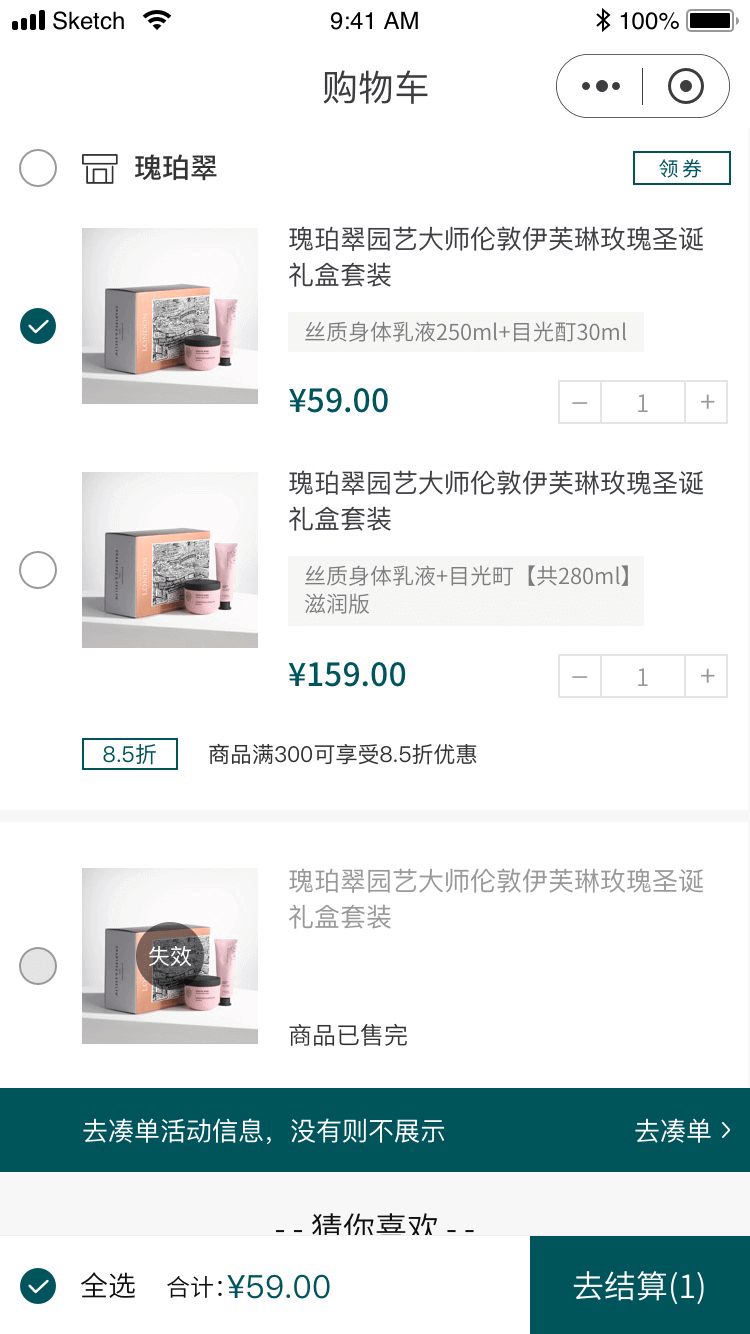 Sketch 9:41 AM 100%
购物车
瑰珀翠 领券
瑰珀翠园艺大师伦敦伊芙琳玫瑰圣诞
礼盒套装
丝质身体乳液250ml+目光酊30ml
¥59.00 − 1 +
LONDON
瑰珀翠园艺大师伦敦伊芙琳玫瑰圣诞
礼盒套装
丝质身体乳液+目光町【共280ml】
滋润版
¥159.00 − 1 +
LONDON
8.5折 商品满300可享受8.5折优惠
瑰珀翠园艺大师伦敦伊芙琳玫瑰圣诞
礼盒套装
失效
商品已售完
去凑单活动信息，没有则不展示 去凑单 >
- - 猜你喜欢 - -
全选 合计:¥59.00 去结算(1)